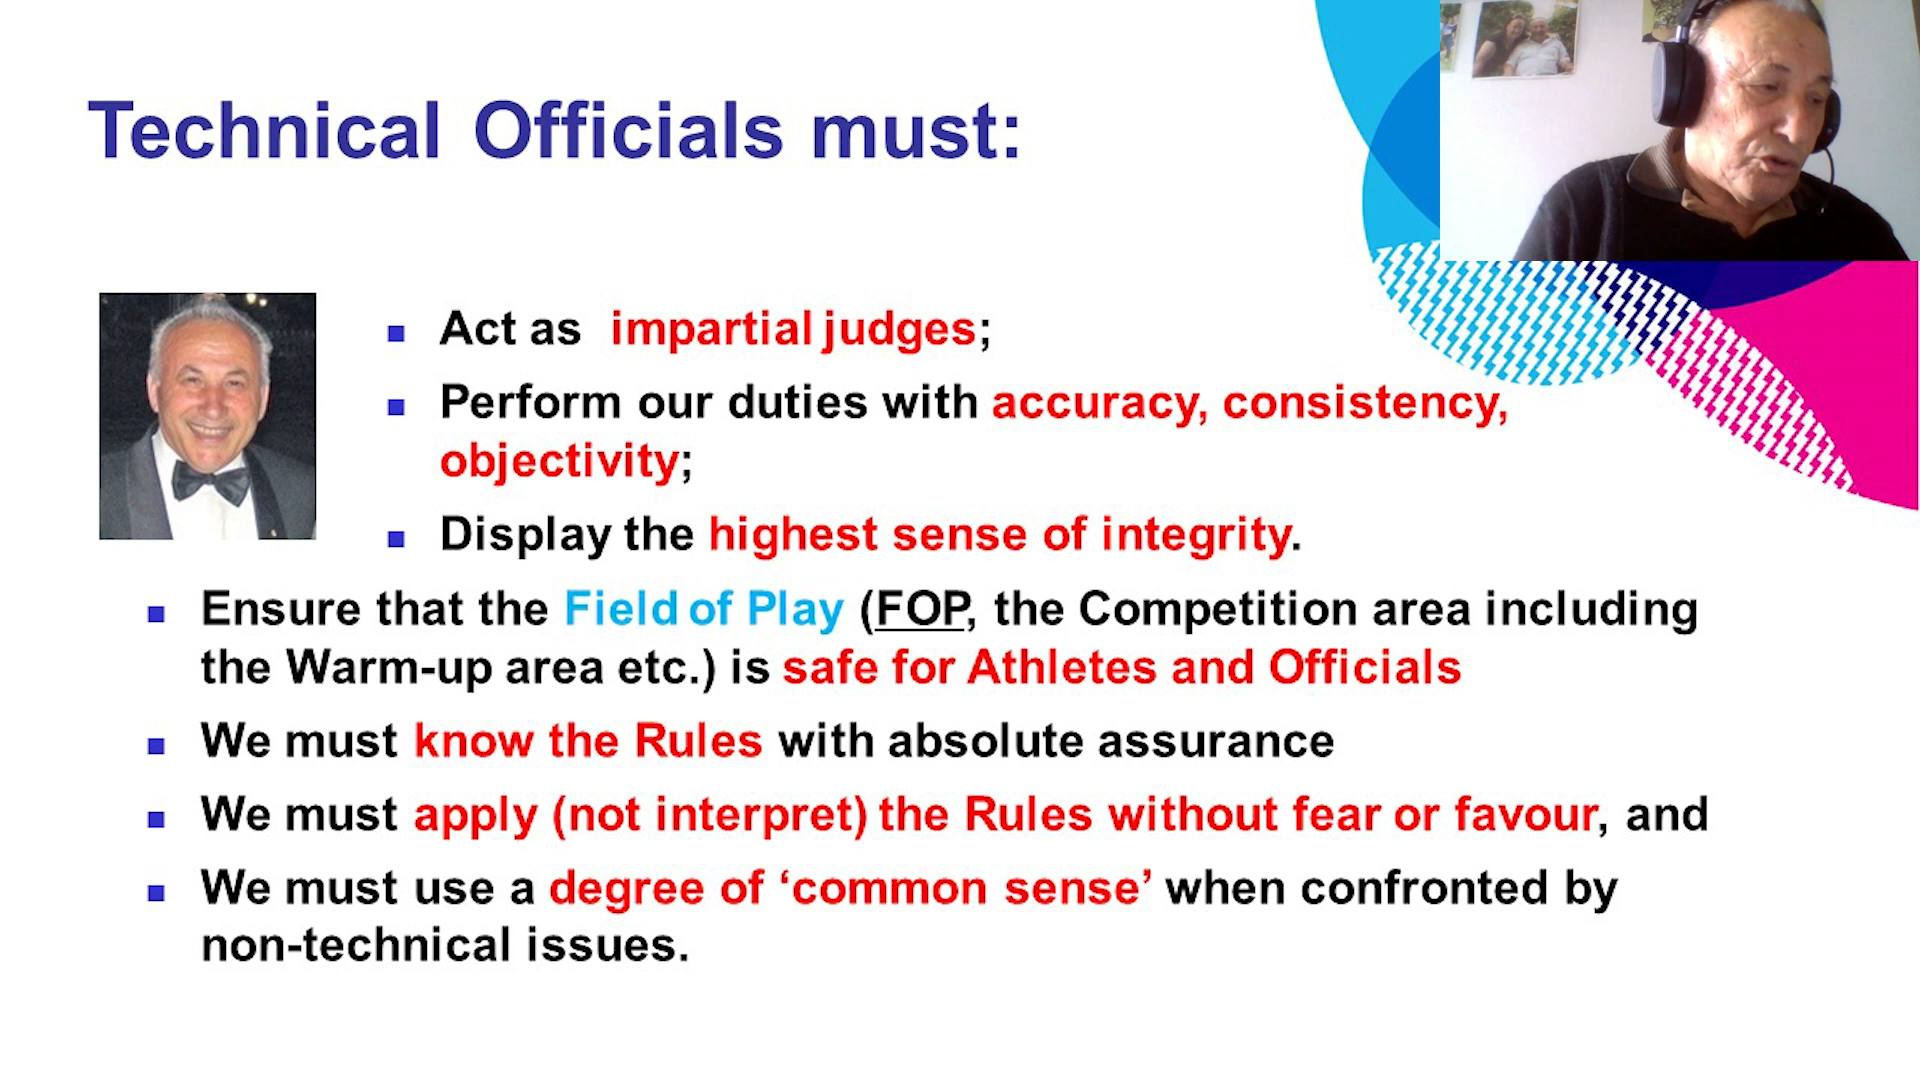 Technical Officials must:
Act as impartial judges;
Perform our duties with accuracy, consistency,
objectivity;
Display the highest sense of integrity.
Ensure that the Field of Play (FOP, the Competition area including
the Warm-up area etc.) is safe for Athletes and Officials
We must know the Rules with absolute assurance
We must apply (not interpret) the Rules without fear or favour, and
We must use a degree of ‘common sense’ when confronted by
non-technical issues.